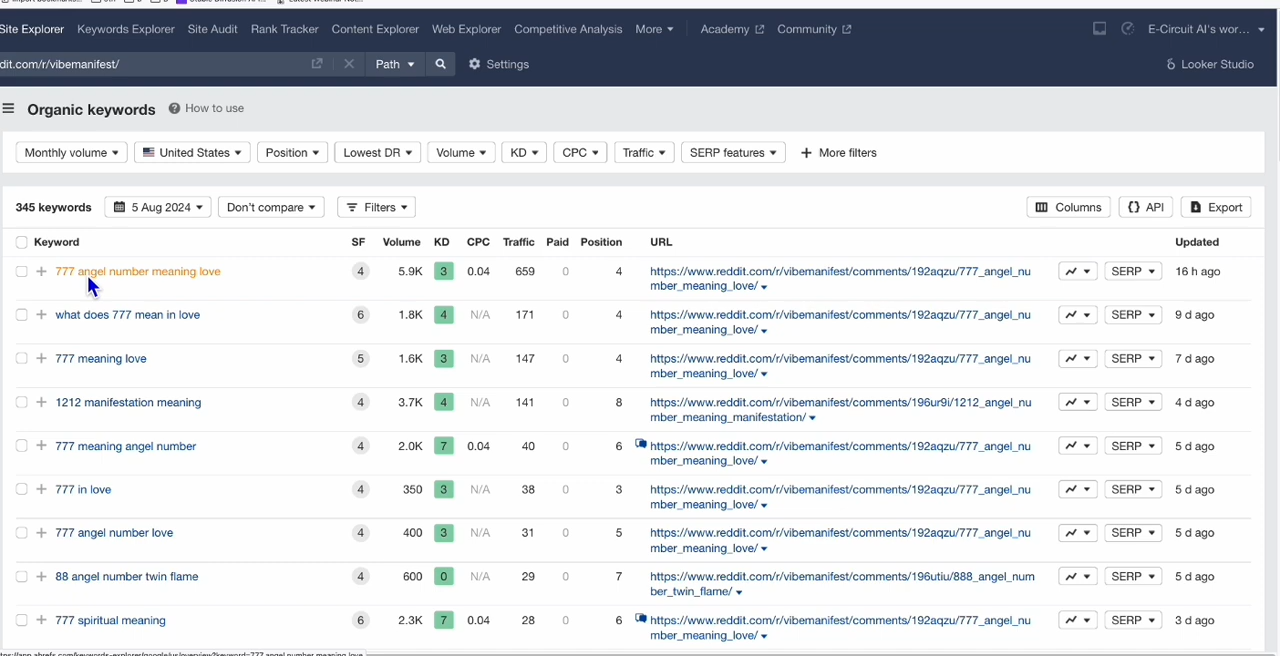 Site Explorer Keywords Explorer Site Audit Rank Tracker Content Explorer Web Explorer Competitive Analysis More Academy Community E-Circuit AI's wor...
dit.com/r/vibemanifest/ Path Settings Looker Studio
Organic keywords How to use
Monthly volume United States Position Lowest DR Volume KD CPC Traffic SERP features + More filters
345 keywords 5 Aug 2024 Don't compare Filters Columns {} API Export
Keyword SF Volume KD CPC Traffic Paid Position URL Updated
+ 777 angel number meaning love 4 5.9K 3 0.04 659 0 4 https://www.reddit.com/r/vibemanifest/comments/192aqzu/777_angel_nu SERP 16 h ago
mber_meaning_love/
+ what does 777 mean in love 6 1.8K 4 N/A 171 0 4 https://www.reddit.com/r/vibemanifest/comments/192aqzu/777_angel_nu SERP 9 d ago
mber_meaning_love/
+ 777 meaning love 5 1.6K 3 N/A 147 0 4 https://www.reddit.com/r/vibemanifest/comments/192aqzu/777_angel_nu SERP 7 d ago
mber_meaning_love/
+ 1212 manifestation meaning 4 3.7K 4 N/A 141 0 8 https://www.reddit.com/r/vibemanifest/comments/196ur9i/1212_angel_nu SERP 4 d ago
mber_meaning_manifestation/
+ 777 meaning angel number 4 2.0K 7 0.04 40 0 6 https://www.reddit.com/r/vibemanifest/comments/192aqzu/777_angel_nu SERP 5 d ago
mber_meaning_love/
+ 777 in love 4 350 3 N/A 38 0 3 https://www.reddit.com/r/vibemanifest/comments/192aqzu/777_angel_nu SERP 5 d ago
mber_meaning_love/
+ 777 angel number love 4 400 3 N/A 31 0 5 https://www.reddit.com/r/vibemanifest/comments/192aqzu/777_angel_nu SERP 5 d ago
mber_meaning_love/
+ 88 angel number twin flame 4 600 0 N/A 29 0 7 https://www.reddit.com/r/vibemanifest/comments/196utiu/888_angel_num SERP 5 d ago
ber_twin_flame/
+ 777 spiritual meaning 6 2.3K 7 0.04 28 0 6 https://www.reddit.com/r/vibemanifest/comments/192aqzu/777_angel_nu SERP 3 d ago
mber_meaning_love/